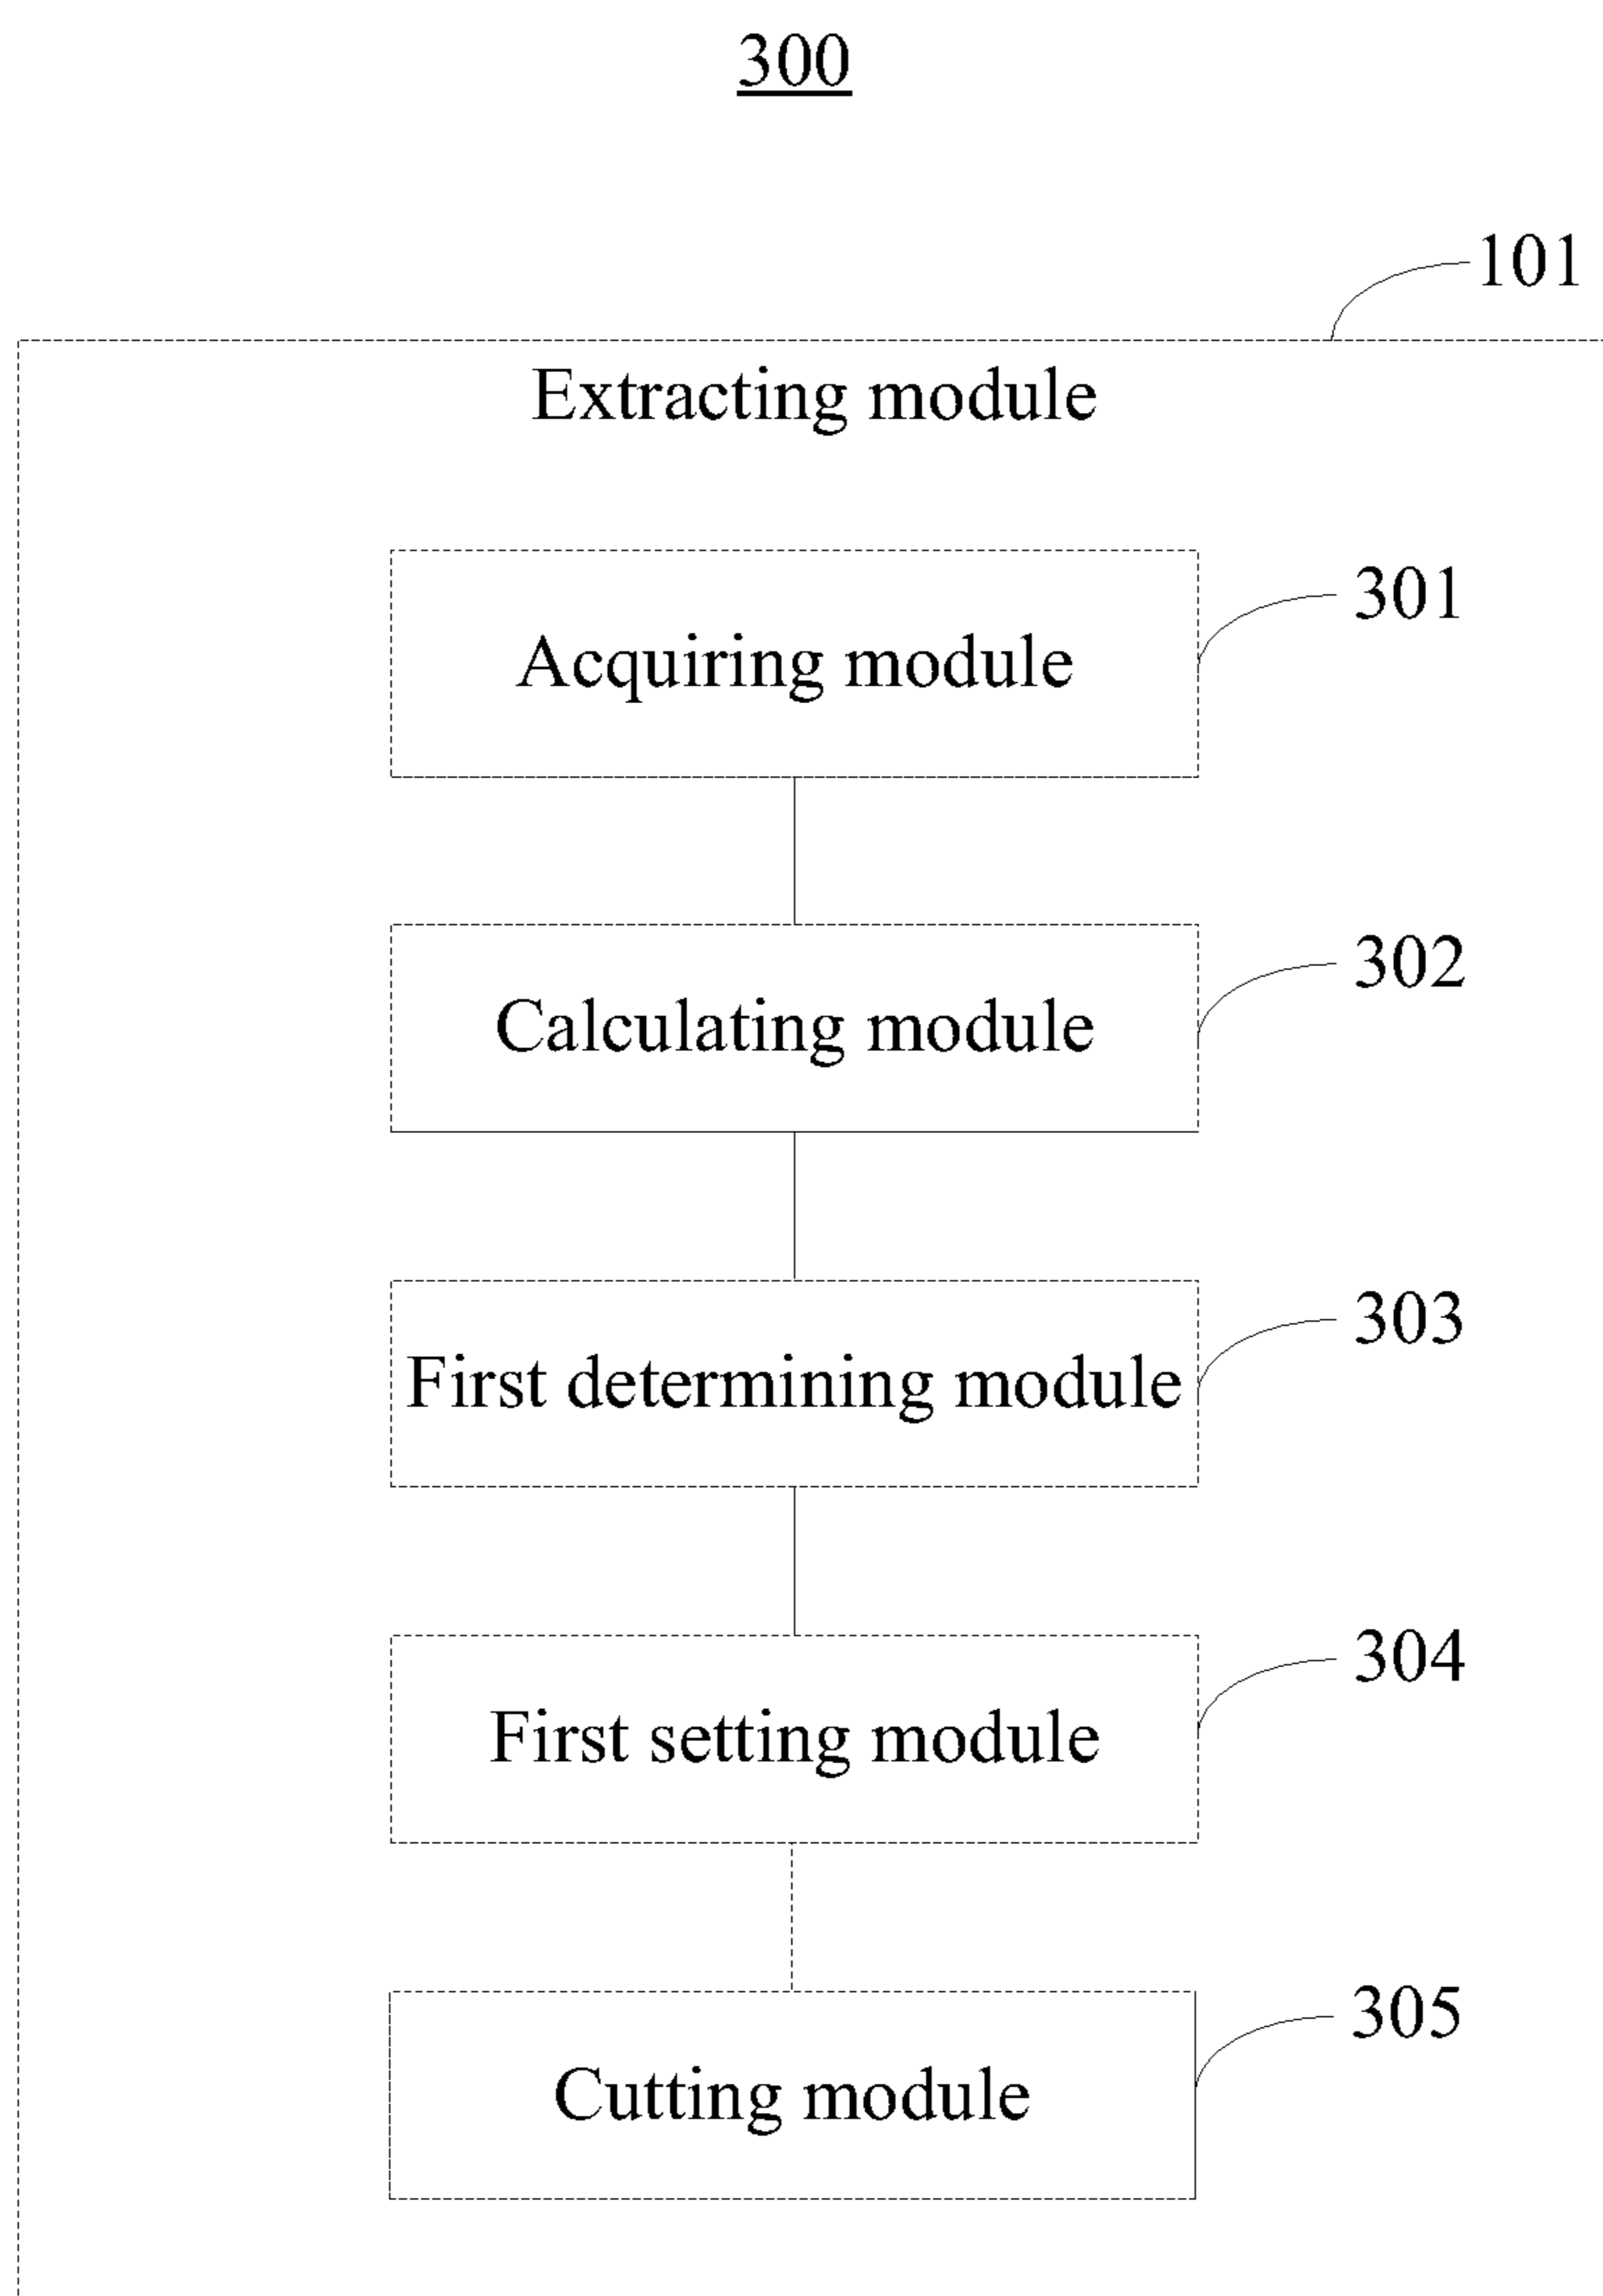 300
101
Extracting module
301
Acquiring module
302
Calculating module
303
First determining module
304
First setting module
305
Cutting module